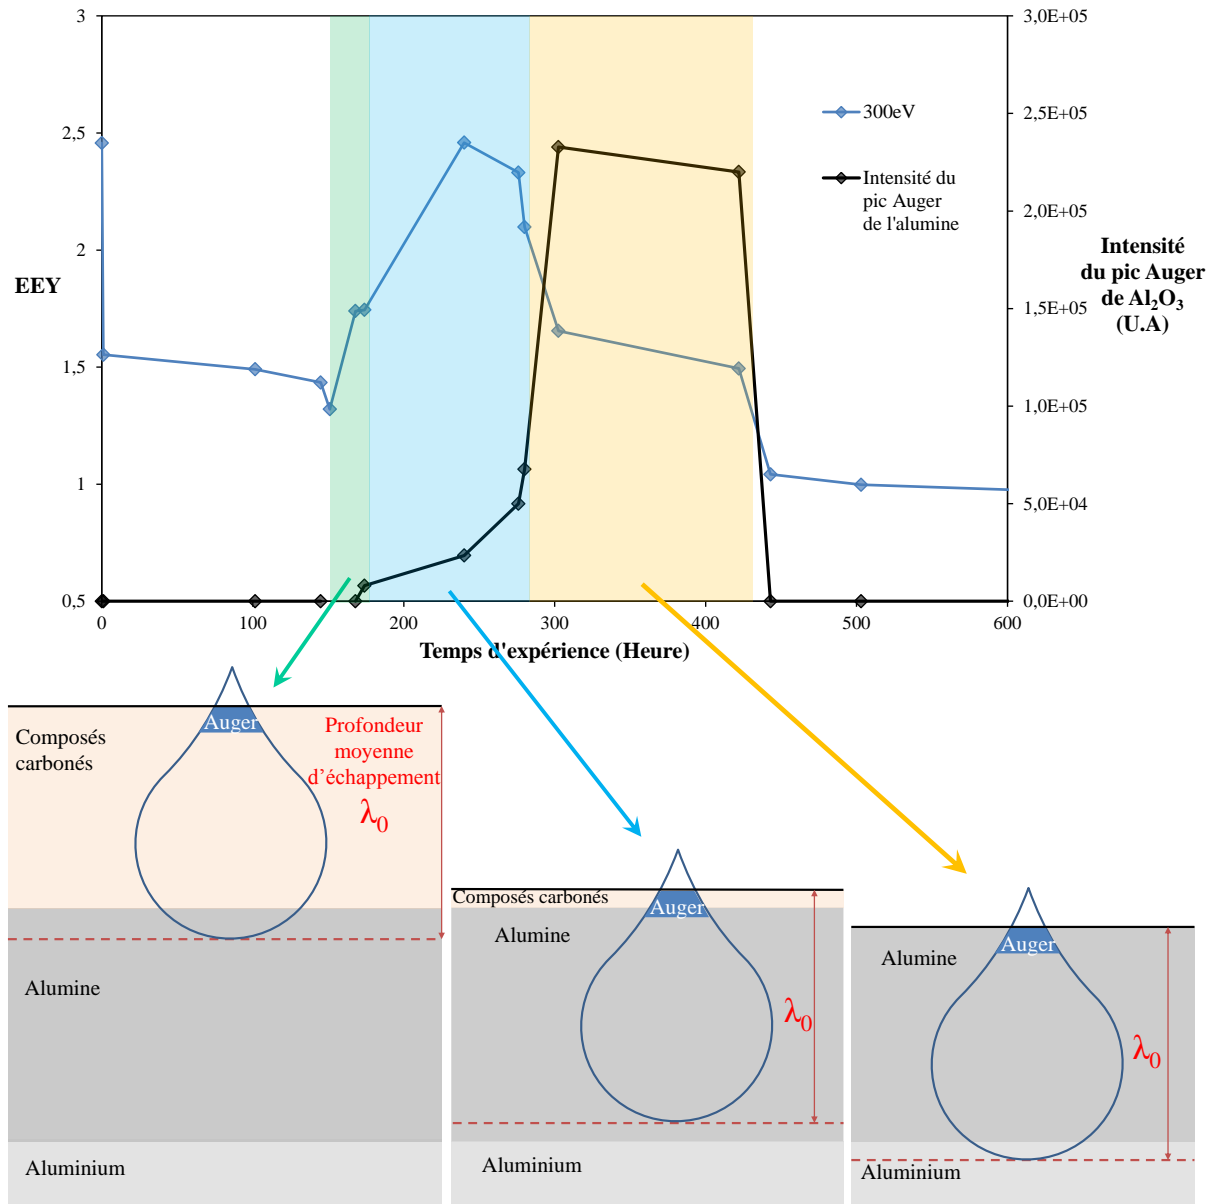 3
2,5
2
1,5
1
0,5
EEY
3,0E+05
2,5E+05
2,0E+05
1,5E+05
1,0E+05
5,0E+04
0,0E+00
Intensité
du pic Auger
de Al₂O₃
(U.A)
300eV
Intensité du
pic Auger
de l'alumine
0
100
200
300
400
500
600
Temps d'expérience (Heure)
Composés
carbonés
Auger
Profondeur
moyenne
d'échappement
λ₀
Alumine
Aluminium
Composés carbonés
Auger
Alumine
λ₀
Aluminium
Auger
Alumine
λ₀
Aluminium